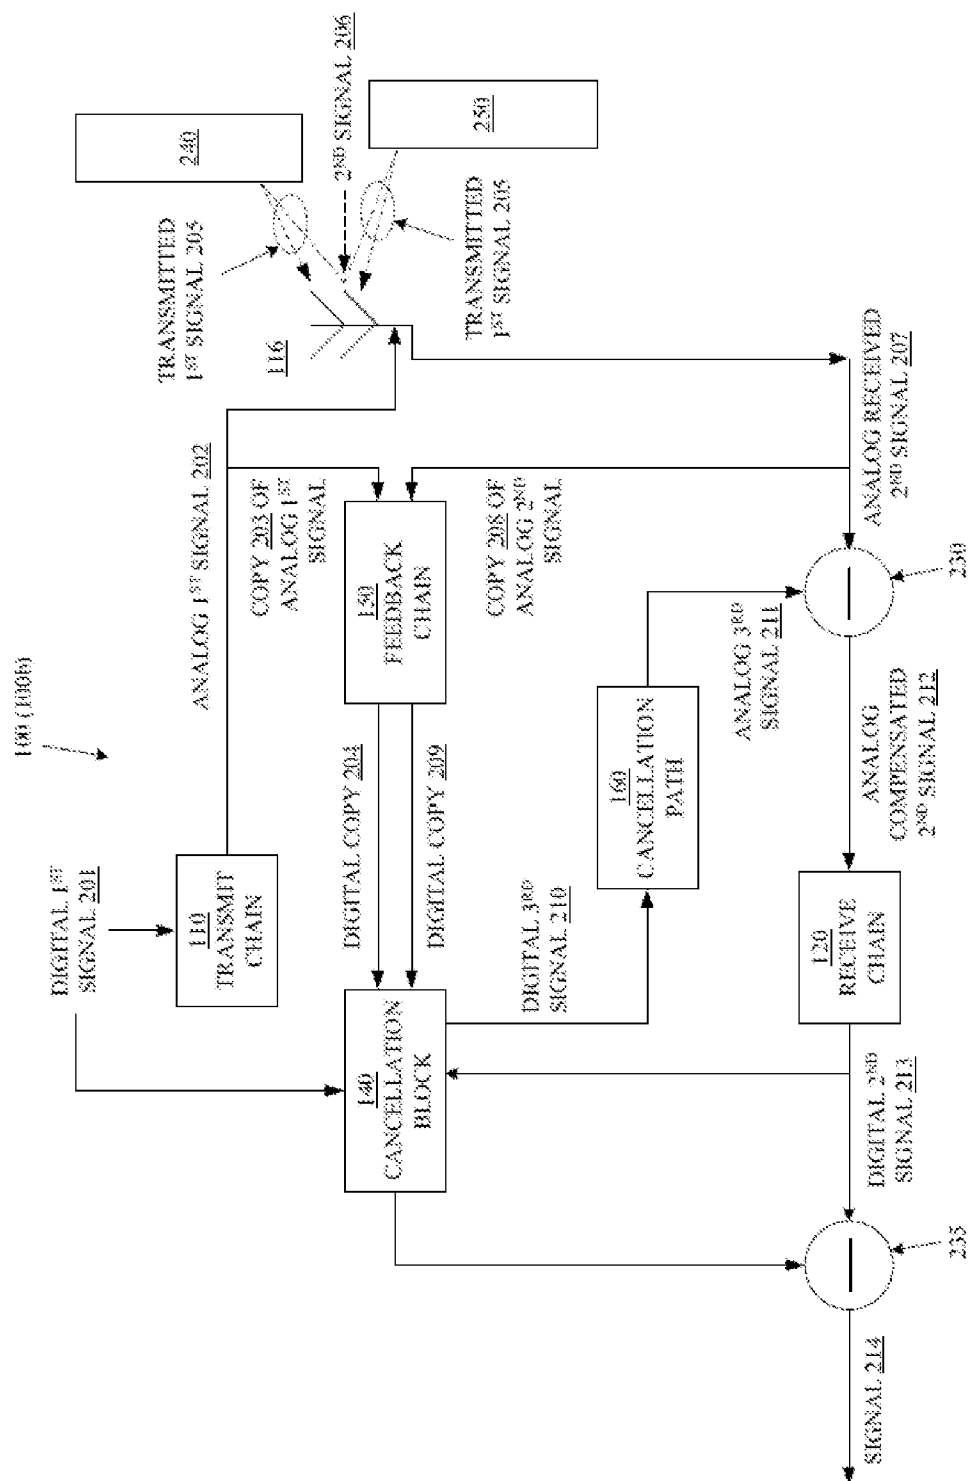 100 (100b)
DIGITAL 1ST
SIGNAL 201
110
TRANSMIT
CHAIN
ANALOG 1ST SIGNAL 202
TRANSMITTED
1ST SIGNAL 205
240
116
2ND SIGNAL 206
250
TRANSMITTED
1ST SIGNAL 205
COPY 203 OF
ANALOG 1ST
SIGNAL
COPY 208 OF
ANALOG 2ND
SIGNAL
150
FEEDBACK
CHAIN
DIGITAL COPY 204
DIGITAL COPY 209
140
CANCELLATION
BLOCK
DIGITAL 3RD
SIGNAL 210
160
CANCELLATION
PATH
ANALOG 3RD
SIGNAL 211
ANALOG RECEIVED
2ND SIGNAL 207
230
ANALOG
COMPENSATED
2ND SIGNAL 212
120
RECEIVE
CHAIN
DIGITAL 2ND
SIGNAL 213
235
SIGNAL 214